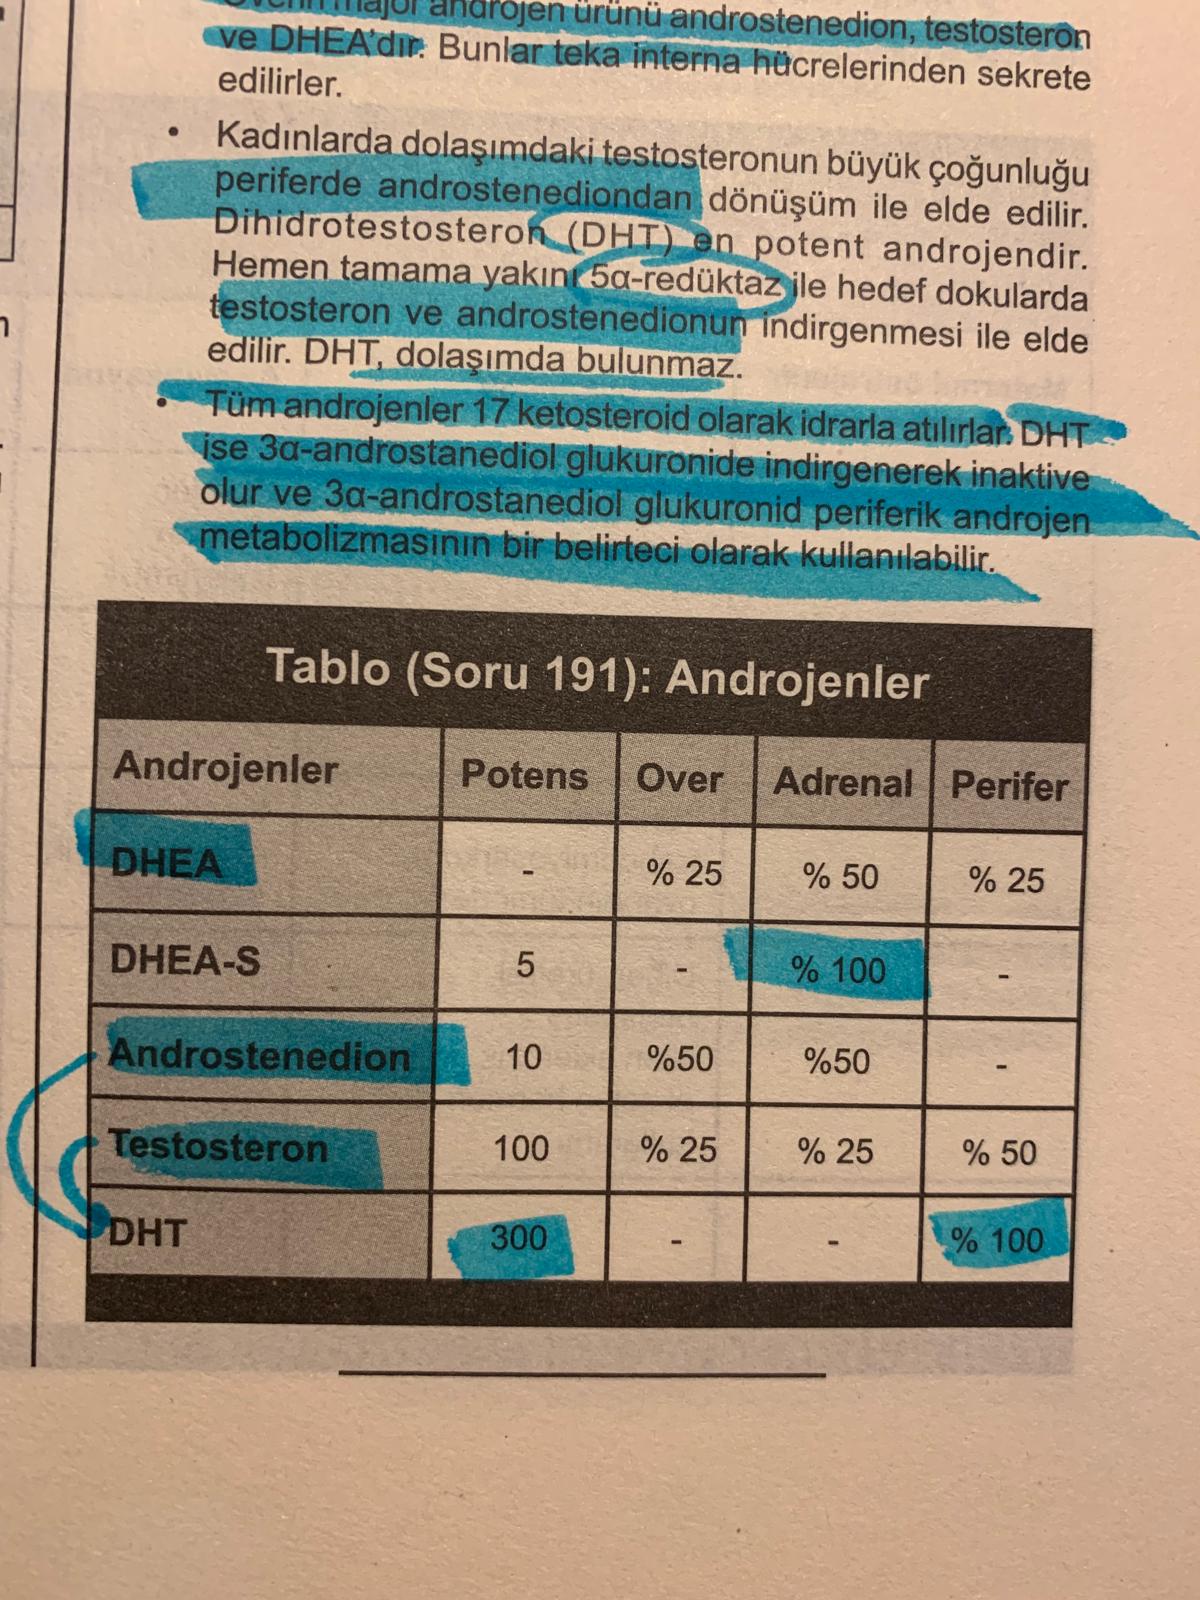 major androjen ürünü androstenedion, testosteron
ve DHEA'dır. Bunlar teka interna hücrelerinden sekrete
edilirler.
• Kadınlarda dolaşımdaki testosteronun büyük çoğunluğu
periferde androstenediondan dönüşüm ile elde edilir.
Dihidrotestosteron (DHT) en potent androjendir.
Hemen tamama yakını 5α-redüktaz ile hedef dokularda
testosteron ve androstenedionun indirgenmesi ile elde
edilir. DHT, dolaşımda bulunmaz.
• Tüm androjenler 17 ketosteroid olarak idrarla atılırlar. DHT
ise 3α-androstanediol glukuronide indirgenerek inaktive
olur ve 3α-androstanediol glukuronid periferik androjen
metabolizmasının bir belirteci olarak kullanılabilir.
Tablo (Soru 191): Androjenler
Androjenler Potens Over Adrenal Perifer
DHEA - % 25 % 50 % 25
DHEA-S 5 - % 100 -
Androstenedion 10 %50 %50 -
Testosteron 100 % 25 % 25 % 50
DHT 300 - - % 100